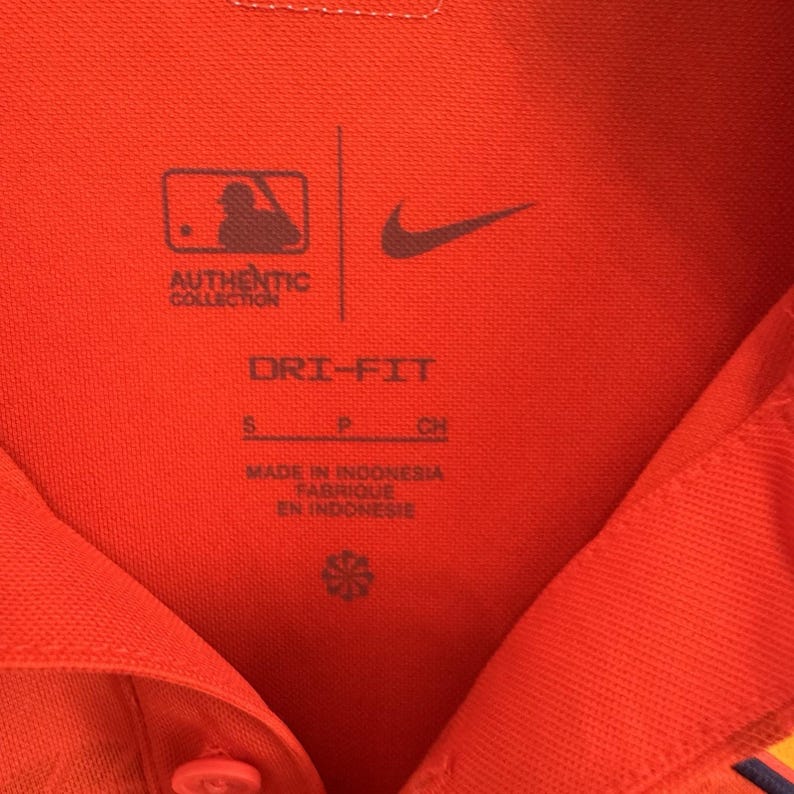 AUTHENTIC
COLLECTION
DRI-FIT
S P CH
MADE IN INDONESIA
FABRIQUE
EN INDONESIE